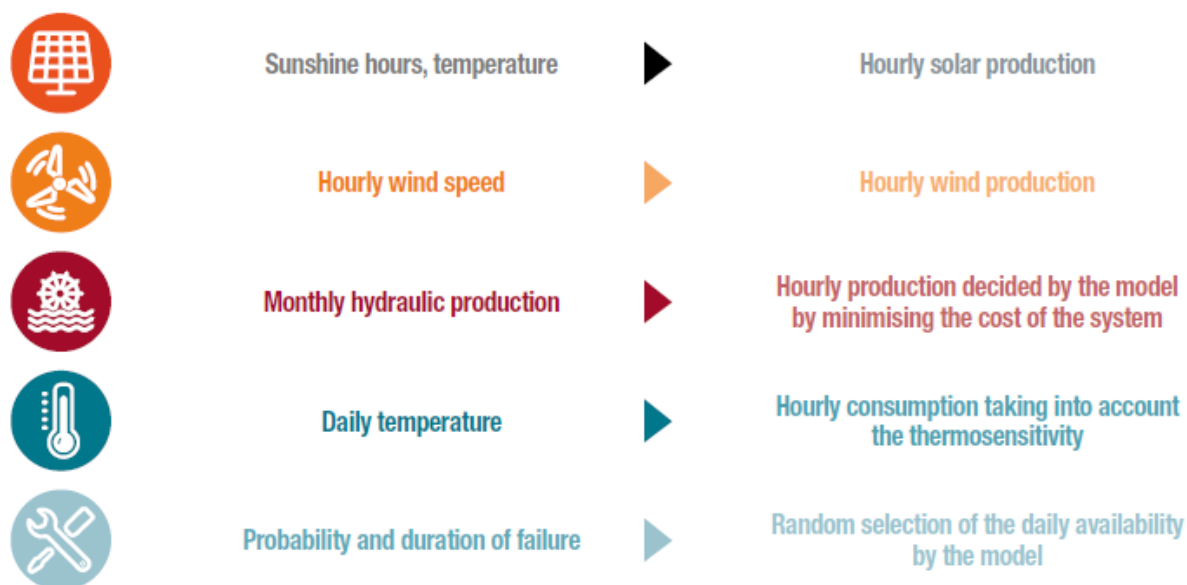 Sunshine hours, temperature
Hourly solar production
Hourly wind speed
Hourly wind production
Monthly hydraulic production
Hourly production decided by the model
by minimising the cost of the system
Daily temperature
Hourly consumption taking into account
the thermosensitivity
Probability and duration of failure
Random selection of the daily availability
by the model